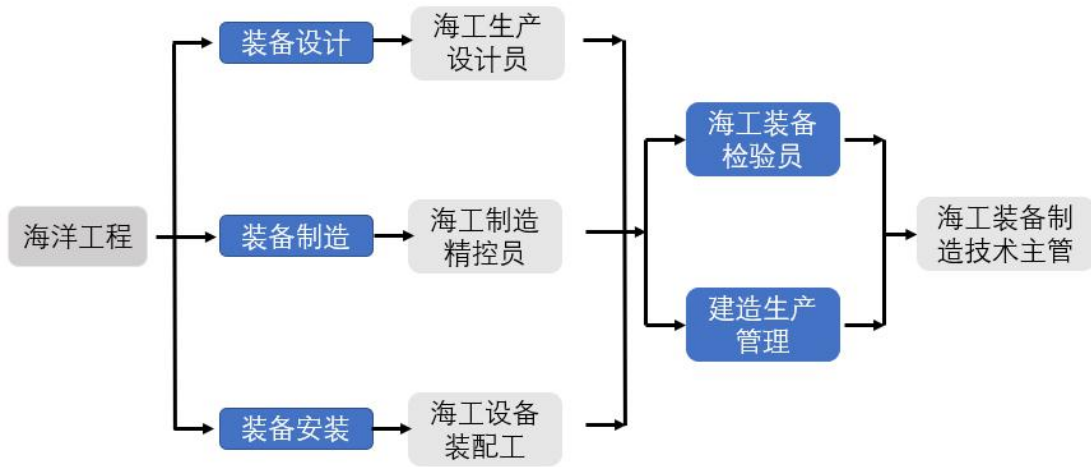 海洋工程
装备设计
海工生产
设计员
装备制造
海工制造
精控员
装备安装
海工设备
装配工
海工装备
检验员
建造生产
管理
海工装备制
造技术主管